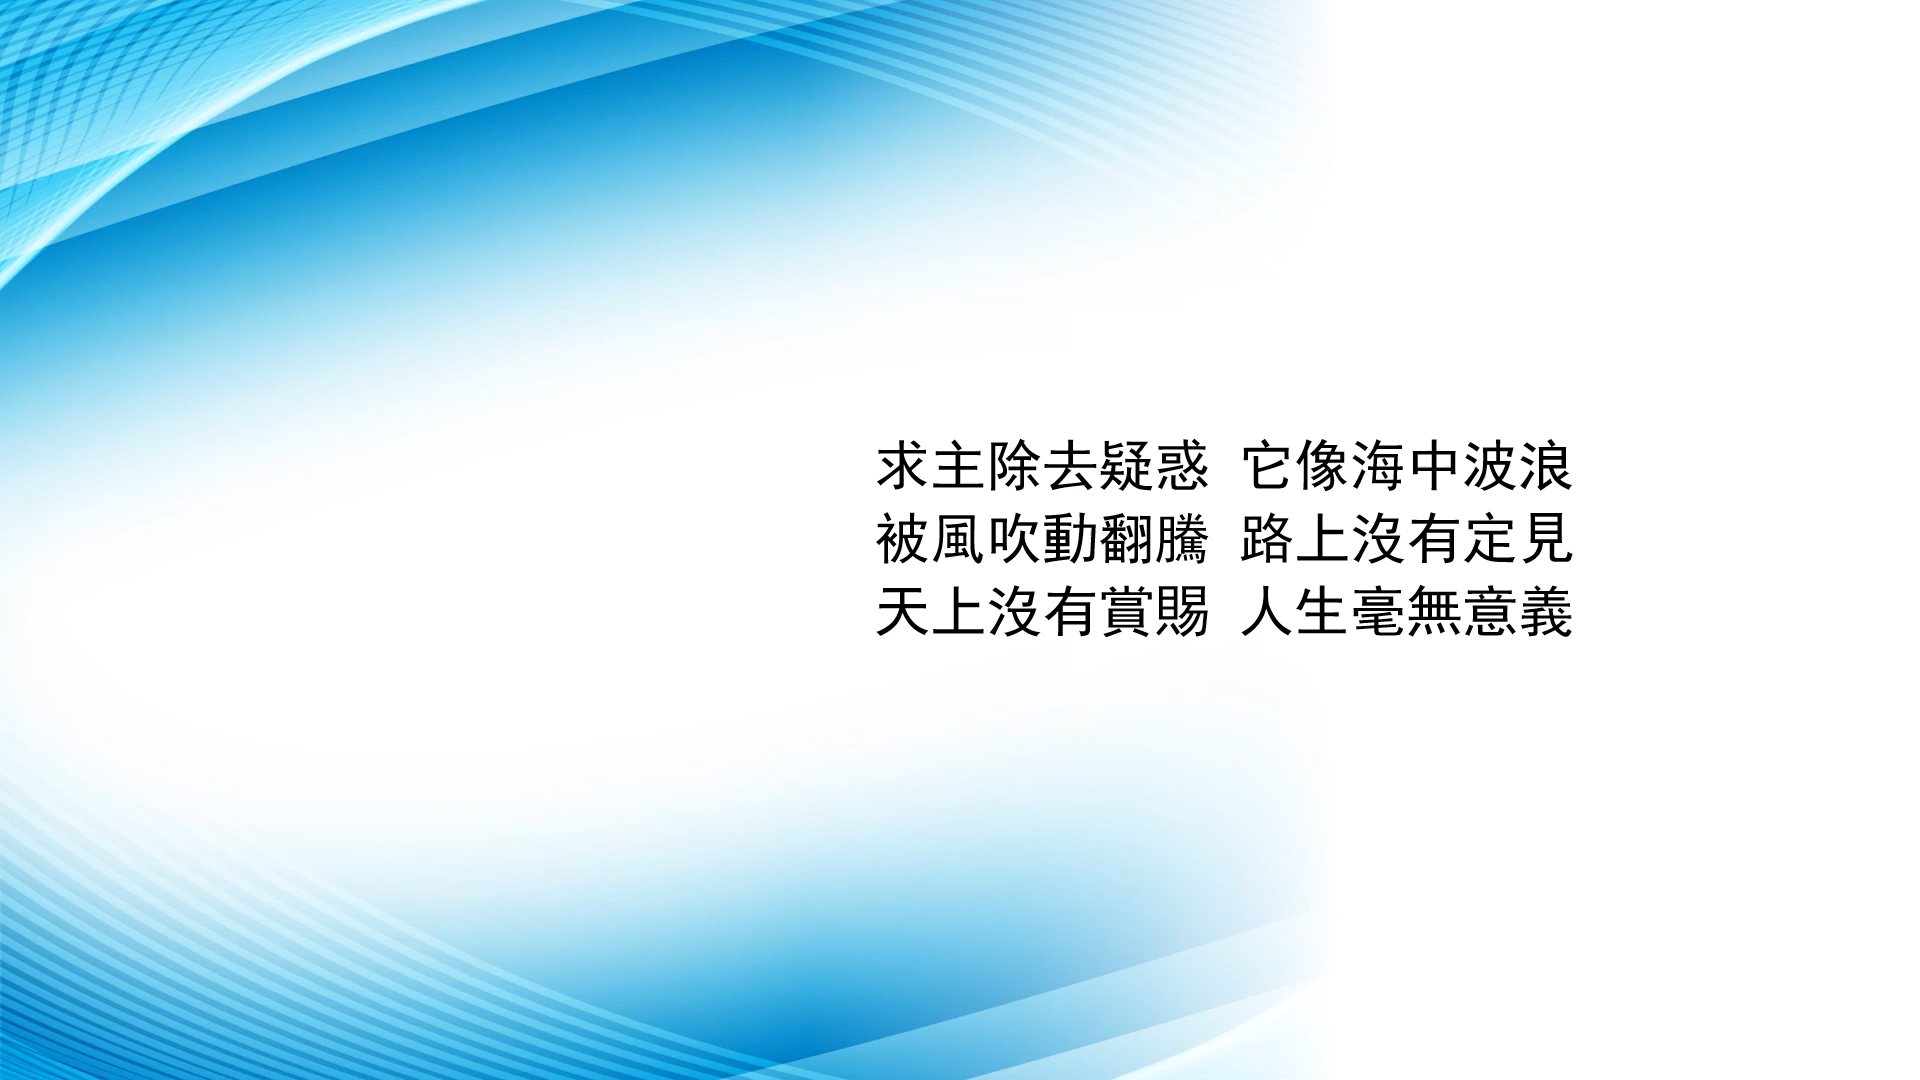 求主除去疑惑 它像海中波浪
被風吹動翻騰 路上沒有定見
天上沒有賞賜 人生毫無意義